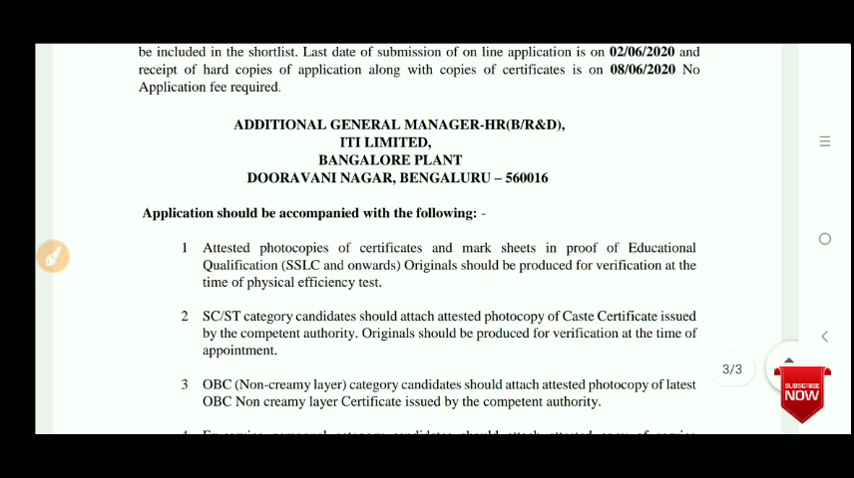 be included in the shortlist. Last date of submission of on line application is on 02/06/2020 and
receipt of hard copies of application along with copies of certificates is on 08/06/2020 No
Application fee required.
ADDITIONAL GENERAL MANAGER-HR(B/R&D),
ITI LIMITED,
BANGALORE PLANT
DOORAVANI NAGAR, BENGALURU – 560016
Application should be accompanied with the following: -
1 Attested photocopies of certificates and mark sheets in proof of Educational
Qualification (SSLC and onwards) Originals should be produced for verification at the
time of physical efficiency test.
2 SC/ST category candidates should attach attested photocopy of Caste Certificate issued
by the competent authority. Originals should be produced for verification at the time of
appointment.
3 OBC (Non-creamy layer) category candidates should attach attested photocopy of latest
OBC Non creamy layer Certificate issued by the competent authority.
3/3
SUBSCRIBE
NOW